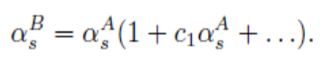 α_s^B = α_s^A(1 + c_1α_s^A + ...).